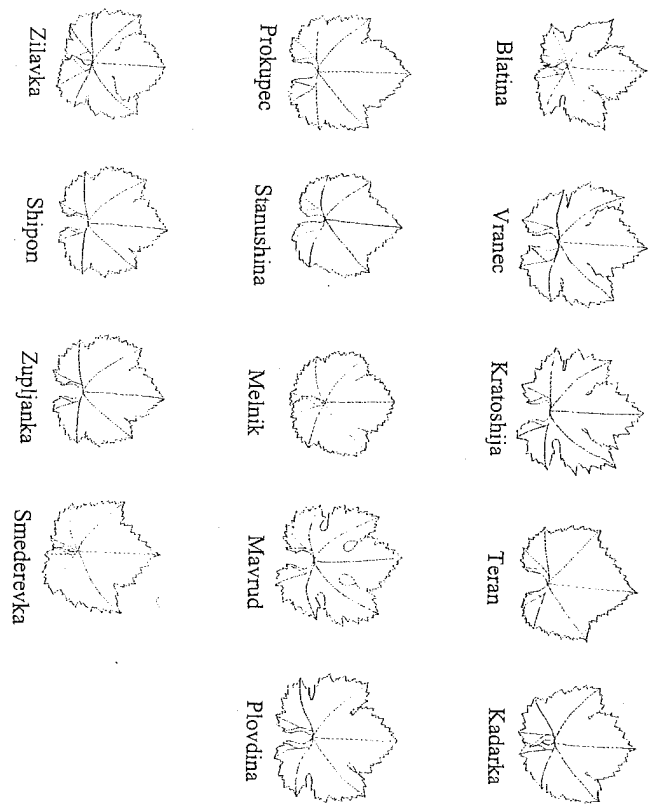 Blatina Vranec Kratoshija Teran Kadarka
Prokupec Stanushina Melnik Mavrud Plovdina
Zilavka Shipon Zupljanka Smederevka